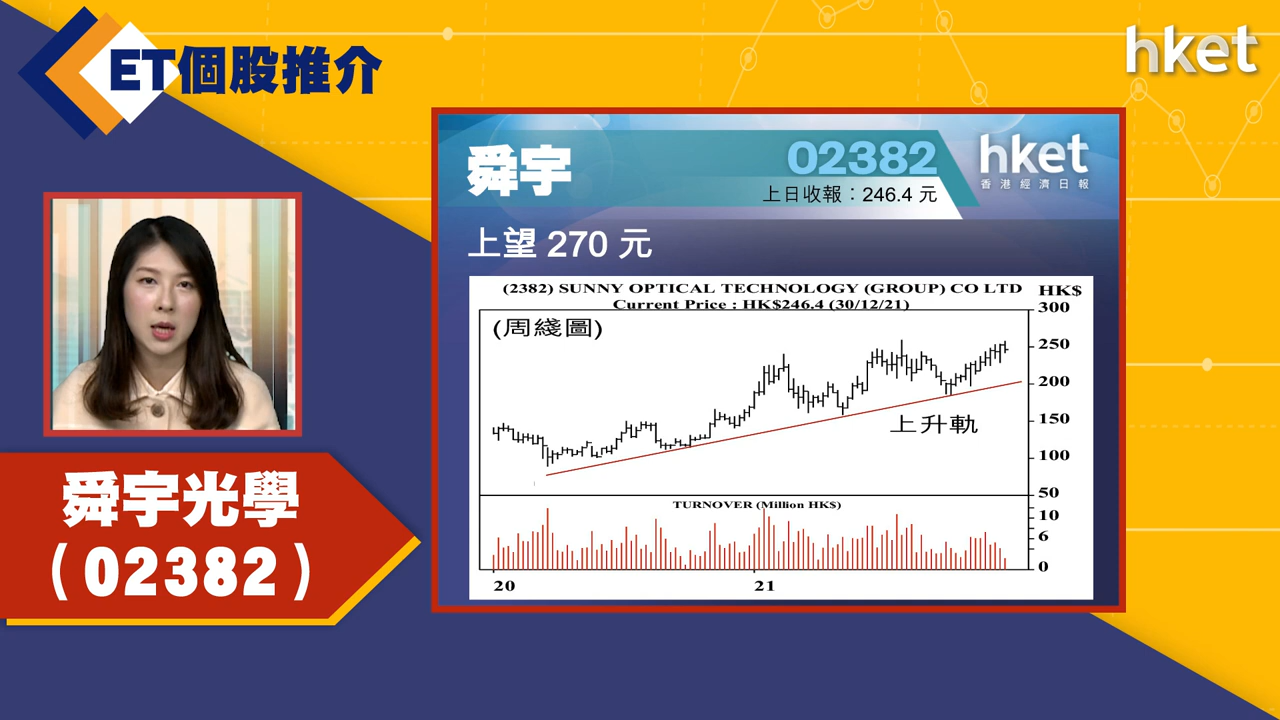 ET個股推介
hket
舜宇
02382
上日收報：246.4 元
hket
香港經濟日報
上望 270 元
(2382) SUNNY OPTICAL TECHNOLOGY (GROUP) CO LTD
Current Price : HK$246.4 (30/12/21)
HK$
(周綫圖)
300
250
200
150
100
50
上升軌
TURNOVER (Million HK$)
10
6
0
20
21
舜宇光學
(02382)